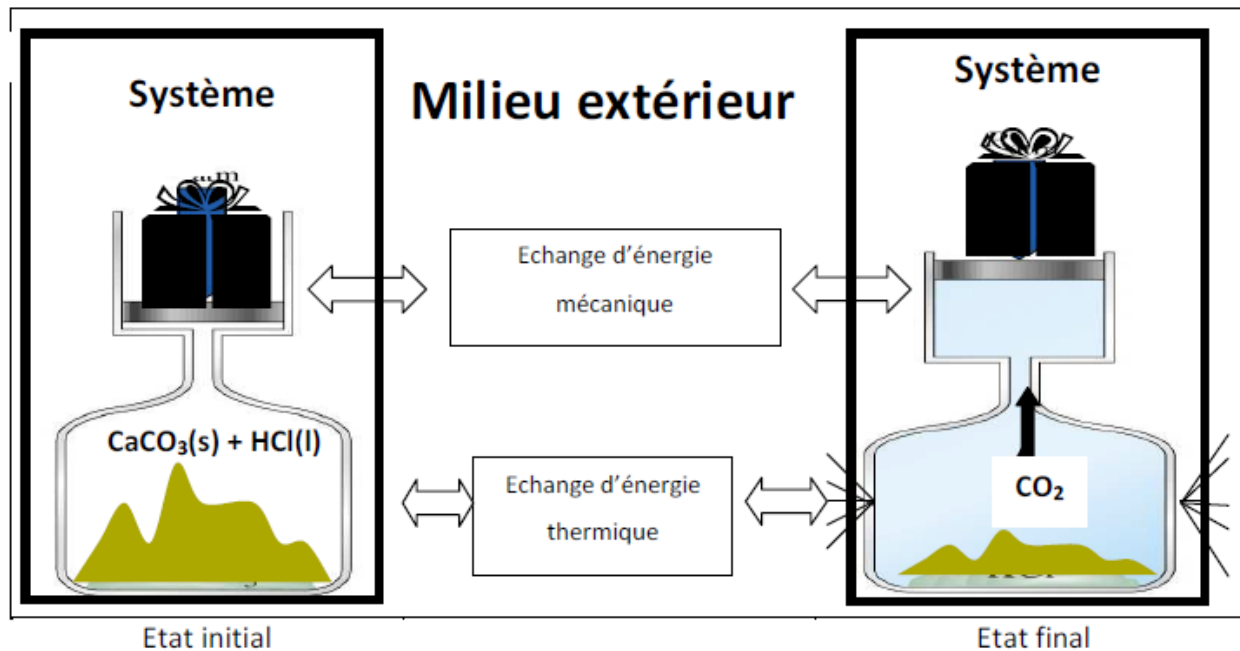 Système
Milieu extérieur
Système
m
Echange d'énergie
mécanique
CaCO₃(s) + HCl(l)
Echange d'énergie
thermique
CO₂
Etat initial
Etat final